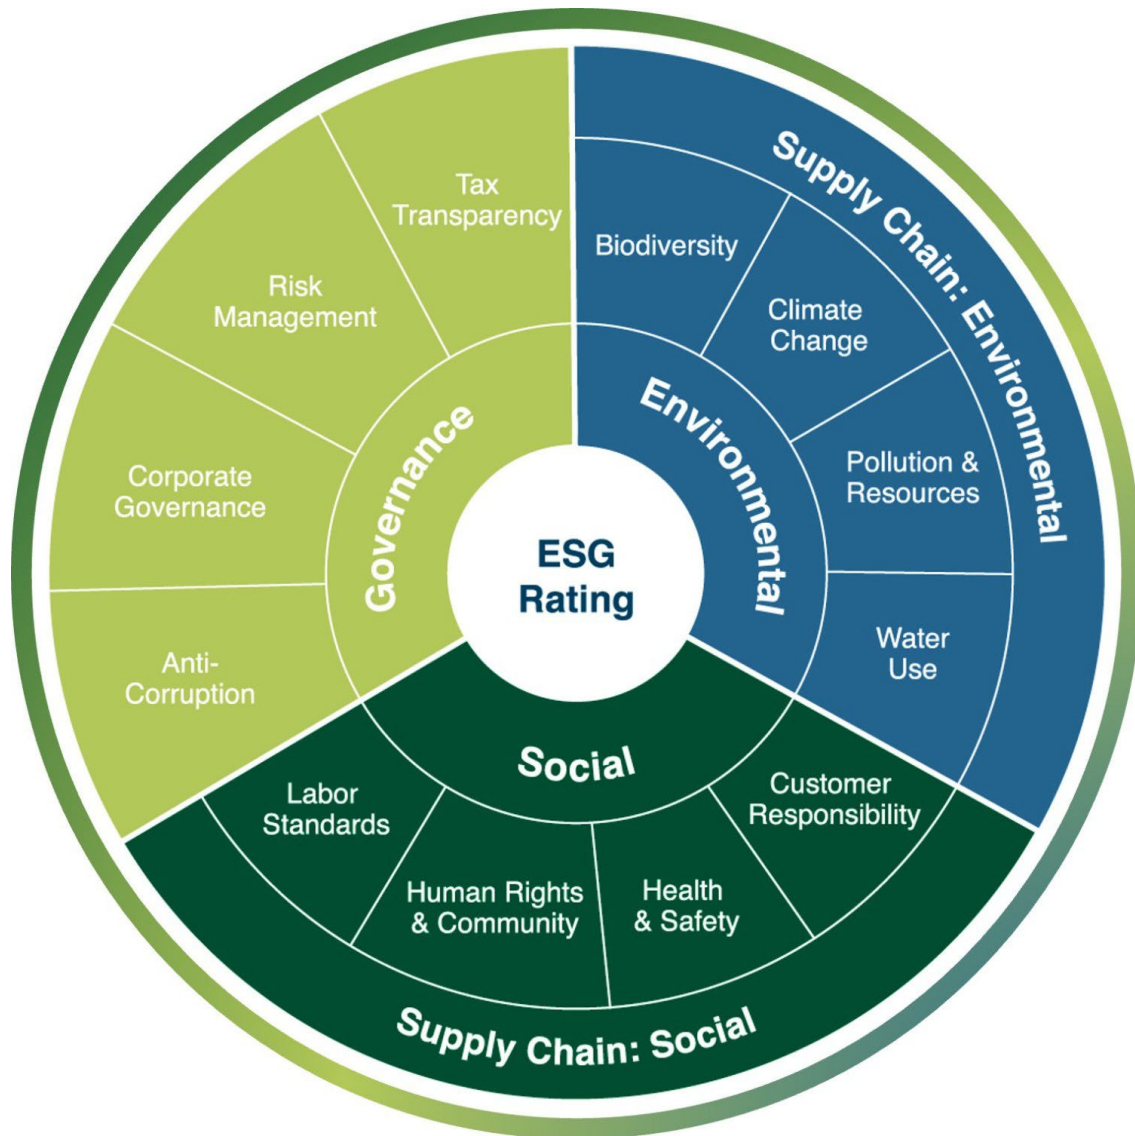 ESG
Rating
Environmental
Biodiversity
Climate
Change
Pollution &
Resources
Water
Use
Supply Chain: Environmental
Social
Customer
Responsibility
Health
& Safety
Human Rights
& Community
Labor
Standards
Supply Chain: Social
Governance
Anti-
Corruption
Corporate
Governance
Risk
Management
Tax
Transparency